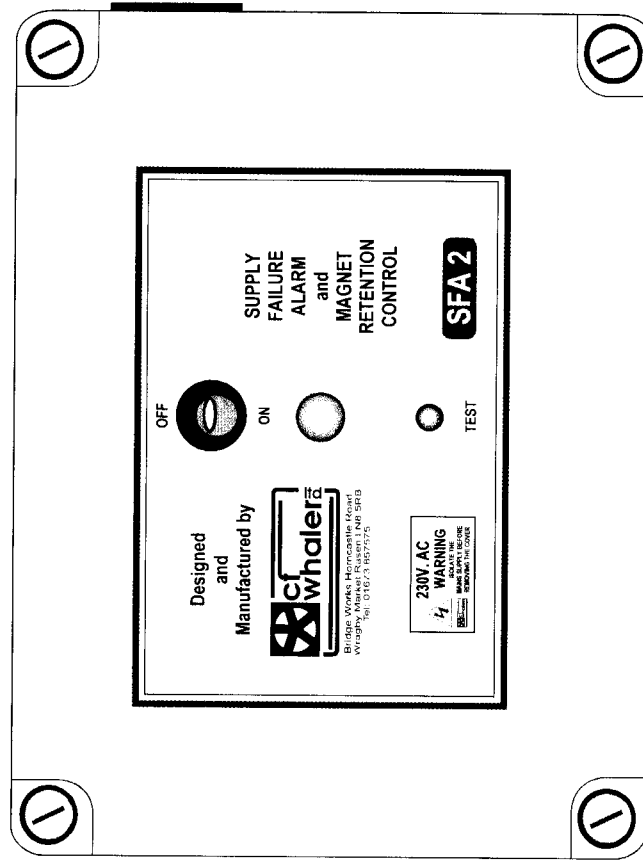 Designed
and
Manufactured by
cf
whaler ltd
Bridge Works Horncastle Road
Wragby Market Rasen LN8 5RB
Tel: 01673 857575
230V. AC
WARNING
ISOLATE THE
MAINS SUPPLY BEFORE
REMOVING THE COVER
OFF
ON
TEST
SUPPLY
FAILURE
ALARM
and
MAGNET
RETENTION
CONTROL
SFA 2